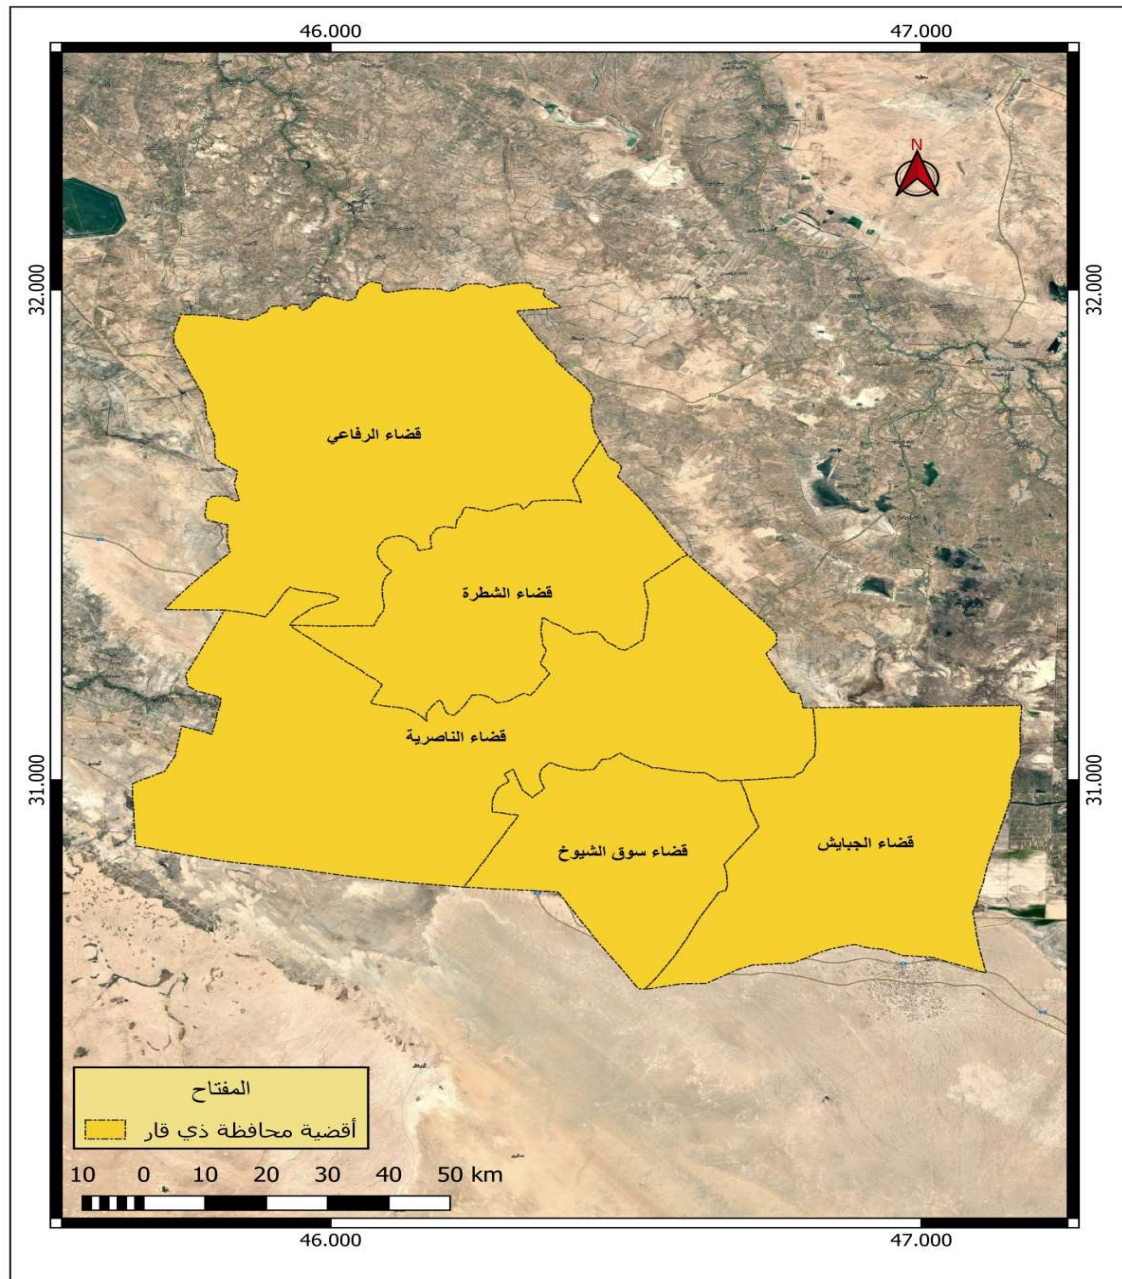 46.000 47.000
N
32.000 32.000
قضاء الرفاعي
قضاء الشطرة
قضاء الناصرية
31.000 31.000
قضاء سوق الشيوخ
قضاء الجبايش
المفتاح
أقضية محافظة ذي قار
10 0 10 20 30 40 50 km
46.000 47.000